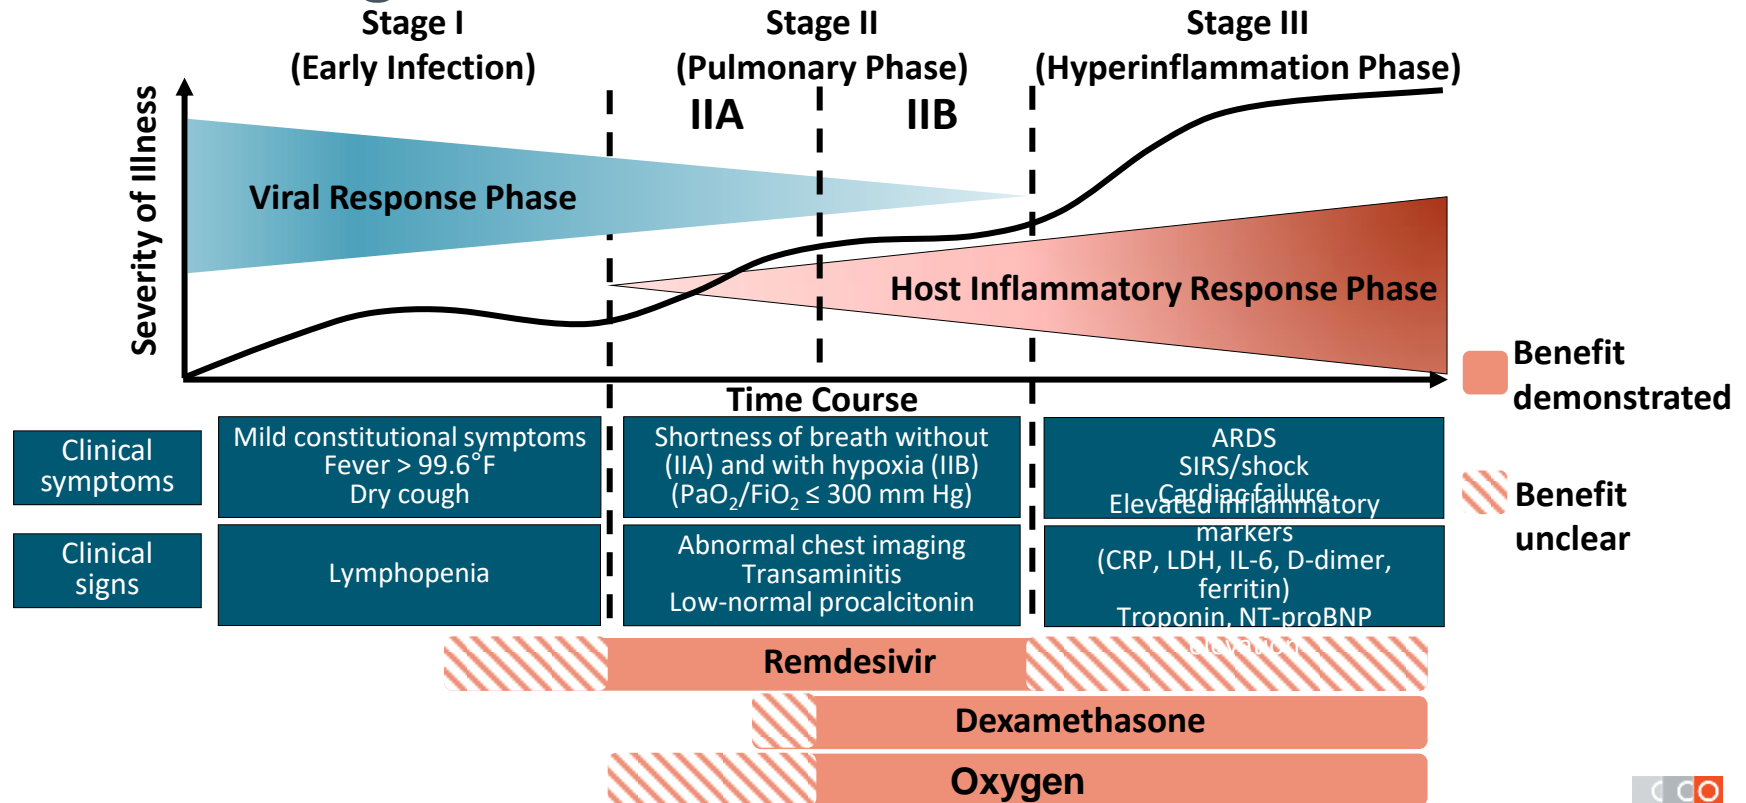 Stage I
(Early Infection)
Stage II
(Pulmonary Phase)
Stage III
(Hyperinflammation Phase)
IIA
IIB
Severity of Illness
Viral Response Phase
Host Inflammatory Response Phase
Time Course
Benefit
demonstrated
Benefit
unclear
Clinical
symptoms
Mild constitutional symptoms
Fever > 99.6°F
Dry cough
Shortness of breath without
(IIA) and with hypoxia (IIB)
(PaO₂/FiO₂ ≤ 300 mm Hg)
ARDS
SIRS/shock
Cardiac failure
Clinical
signs
Lymphopenia
Abnormal chest imaging
Transaminitis
Low-normal procalcitonin
Elevated inflammatory
markers
(CRP, LDH, IL-6, D-dimer,
ferritin)
Troponin, NT-proBNP
elevation
Remdesivir
Dexamethasone
Oxygen
CCO